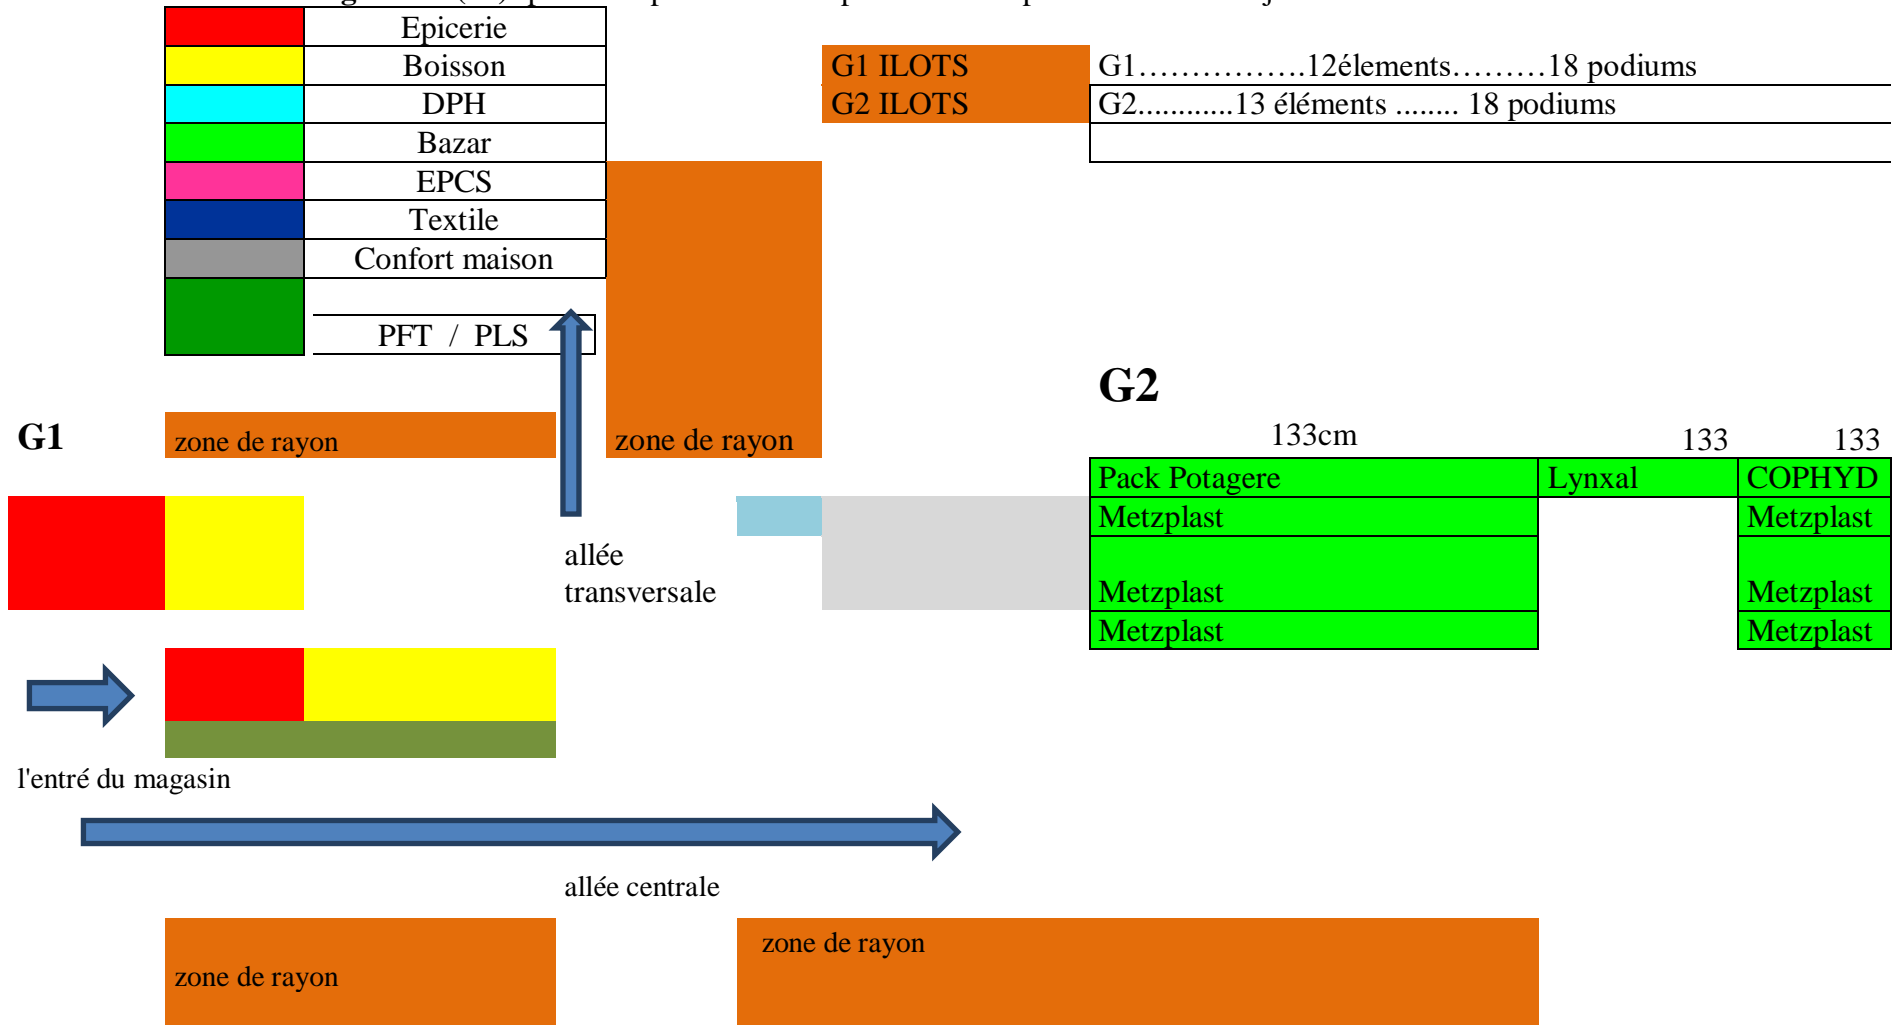 Epicerie
Boisson
DPH
Bazar
EPCS
Textile
Confort maison
PFT / PLS
G1 ILOTS
G2 ILOTS
G1................12élements.........18 podiums
G2...........13 éléments ........ 18 podiums
G2
G1
zone de rayon
zone de rayon
133cm
133
133
Pack Potagere
Lynxal
COPHYD
Metzplast
Metzplast
Metzplast
Metzplast
Metzplast
Metzplast
allée
transversale
l'entré du magasin
allée centrale
zone de rayon
zone de rayon